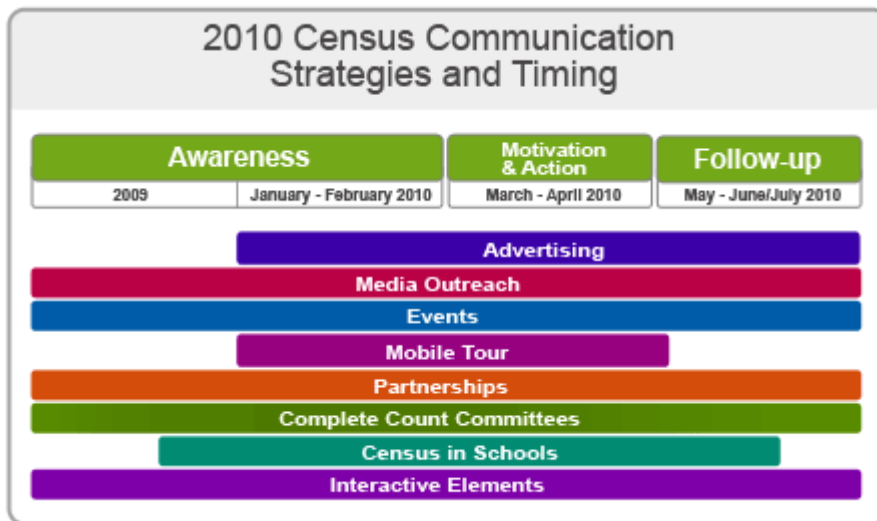 2010 Census Communication
Strategies and Timing
Awareness
Motivation
& Action
Follow-up
2009
January - February 2010
March - April 2010
May - June/July 2010
Advertising
Media Outreach
Events
Mobile Tour
Partnerships
Complete Count Committees
Census in Schools
Interactive Elements